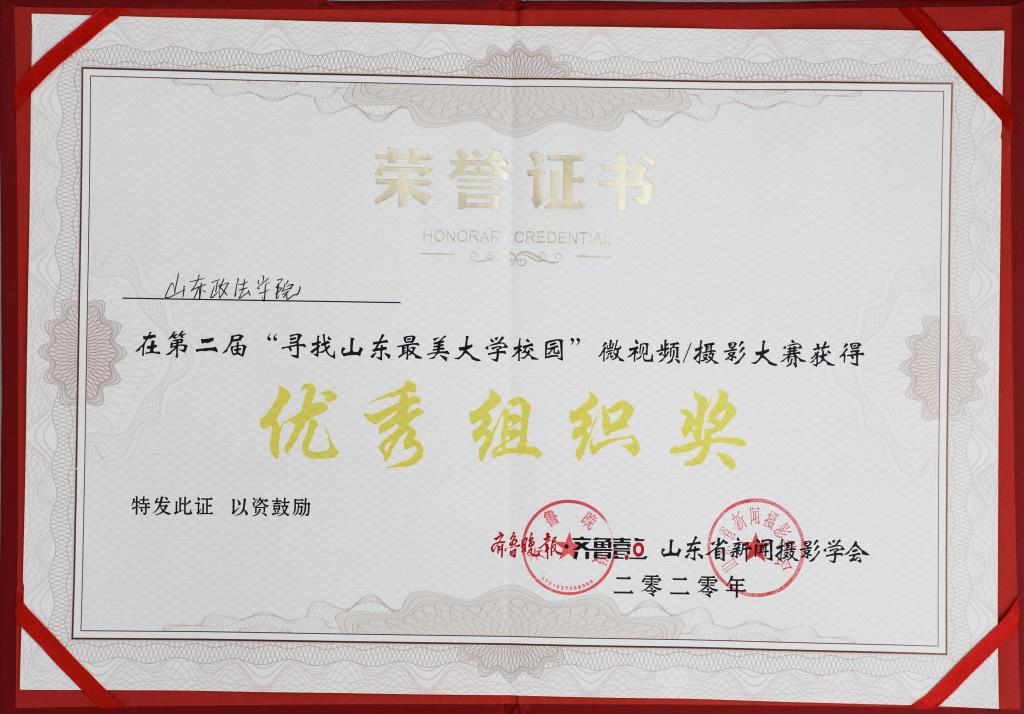 荣誉证书
HONORARY CREDENTIAL
山东政法学院
在第二届“寻找山东最美大学校园”微视频/摄影大赛获得
优秀组织奖
特发此证 以资鼓励
齐鲁晚报·齐鲁壹点 山东省新闻摄影学会
二零二零年